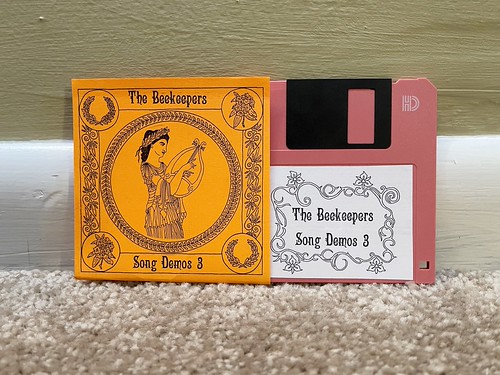 The Beekeepers
Song Demos 3
HD
The Beekeepers
Song Demos 3